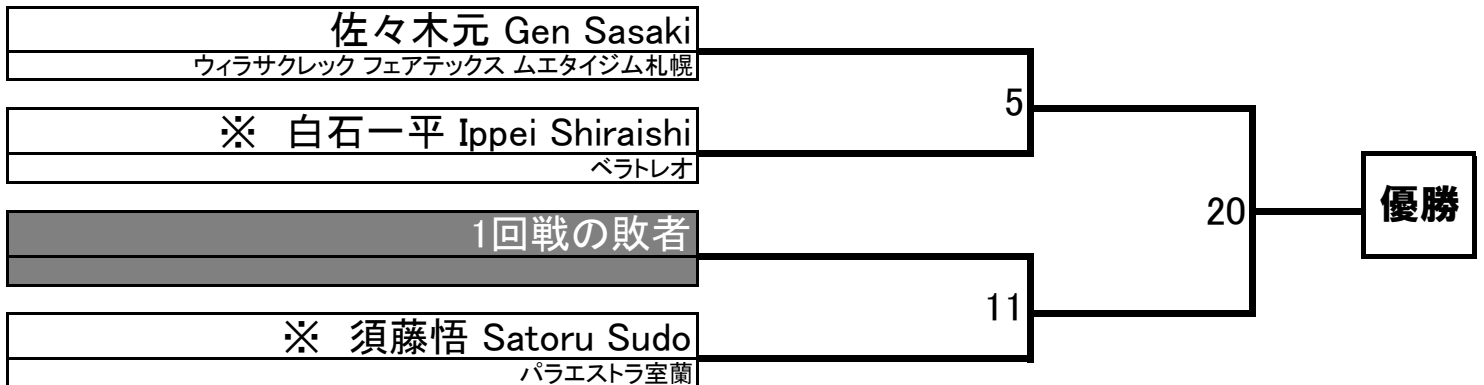 佐々木元 Gen Sasaki
ウィラサクレック フェアテックス ムエタイジム札幌
5
※ 白石一平 Ippei Shiraishi
ベラトレオ
20
優勝
1回戦の敗者
11
※ 須藤悟 Satoru Sudo
パラエストラ室蘭